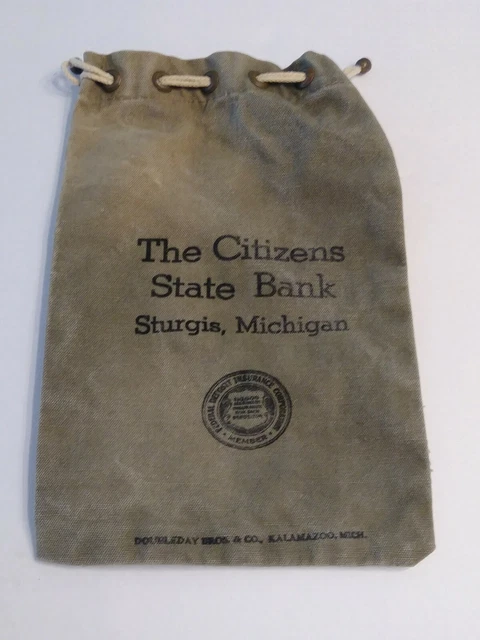 The Citizens
State Bank
Sturgis, Michigan
FEDERAL DEPOSIT INSURANCE CORPORATION
MEMBER
DOUBLEDAY BROS. & CO., KALAMAZOO, MICH.